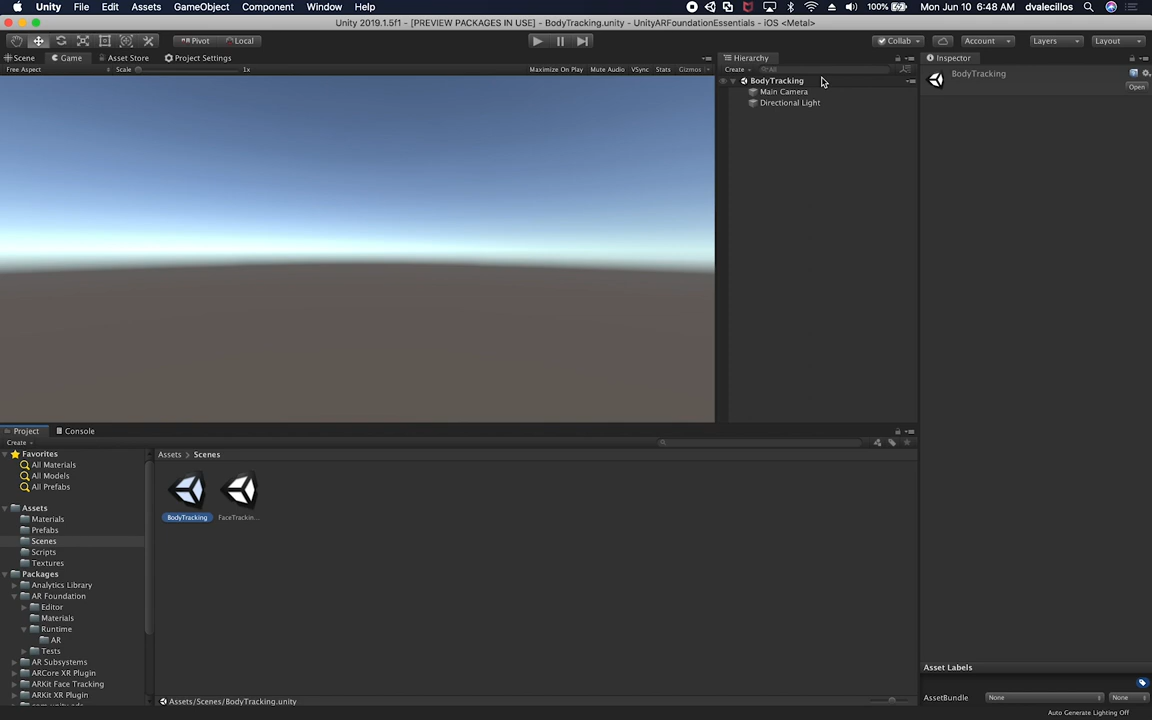 Unity File Edit Assets GameObject Component Window Help 100% Mon Jun 10 6:48 AM dvalecillos
Unity 2019.1.5f1 - [PREVIEW PACKAGES IN USE] - BodyTracking.unity - UnityARFoundationEssentials - iOS <Metal>
Pivot Local Collab Account Layers Layout
Scene Game Asset Store Project Settings Hierarchy Inspector
Free Aspect Scale 1x Maximize On Play Mute Audio VSync Stats Gizmos Create All
BodyTracking
Main Camera
Directional Light
BodyTracking
Open
Project Console
Create
Favorites
All Materials
All Models
All Prefabs
Assets
Materials
Prefabs
Scenes
Scripts
Textures
Packages
Analytics Library
AR Foundation
Editor
Materials
Runtime
AR
Tests
AR Subsystems
ARCore XR Plugin
ARKit Face Tracking
ARKit XR Plugin
Assets > Scenes
BodyTracking FaceTrackin...
Assets/Scenes/BodyTracking.unity
Asset Labels
AssetBundle None None
Auto Generate Lighting Off